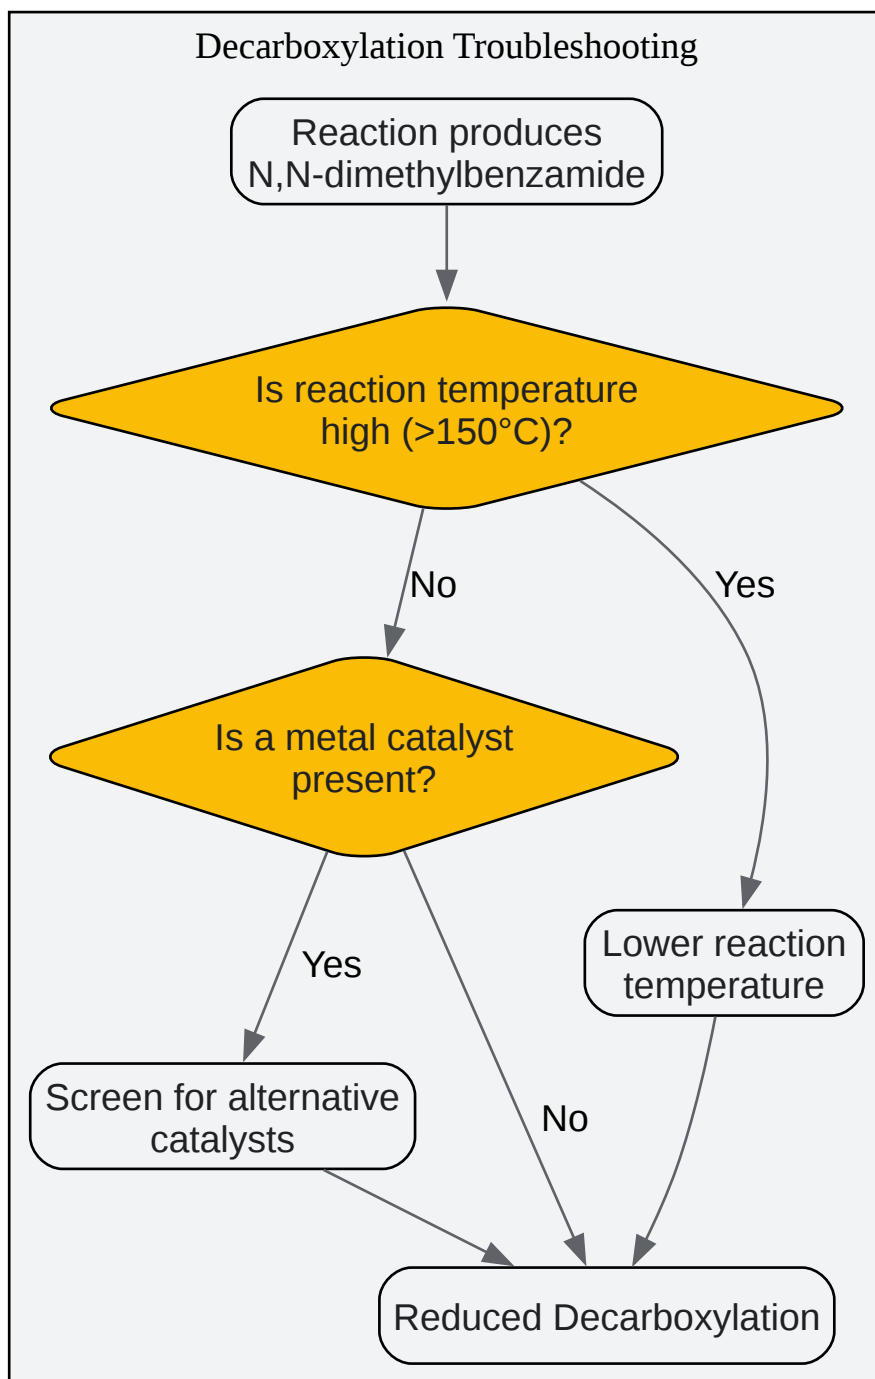 Decarboxylation Troubleshooting
Reaction produces
N,N-dimethylbenzamide
Is reaction temperature
high (>150°C)?
No
Yes
Is a metal catalyst
present?
Lower reaction
temperature
Yes
Screen for alternative
catalysts
No
Reduced Decarboxylation